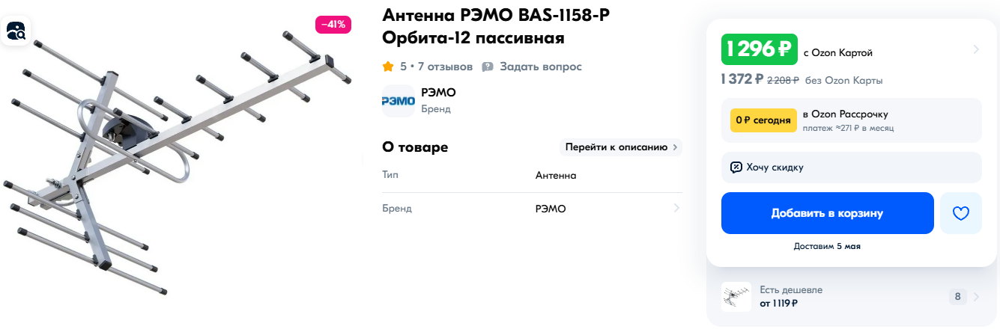 –41%
Антенна РЭМО BAS-1158-P
Орбита-12 пассивная
5 • 7 отзывов
Задать вопрос
РЭМО
РЭМО
Бренд
О товаре
Перейти к описанию
Тип
Антенна
Бренд
РЭМО
1 296 ₽ с Ozon Картой
1 372 ₽ 2 208 ₽ без Ozon Карты
0 ₽ сегодня
в Ozon Рассрочку
платеж ≈271 ₽ в месяц
Хочу скидку
Добавить в корзину
Доставим 5 мая
Есть дешевле
от 1 119 ₽
8